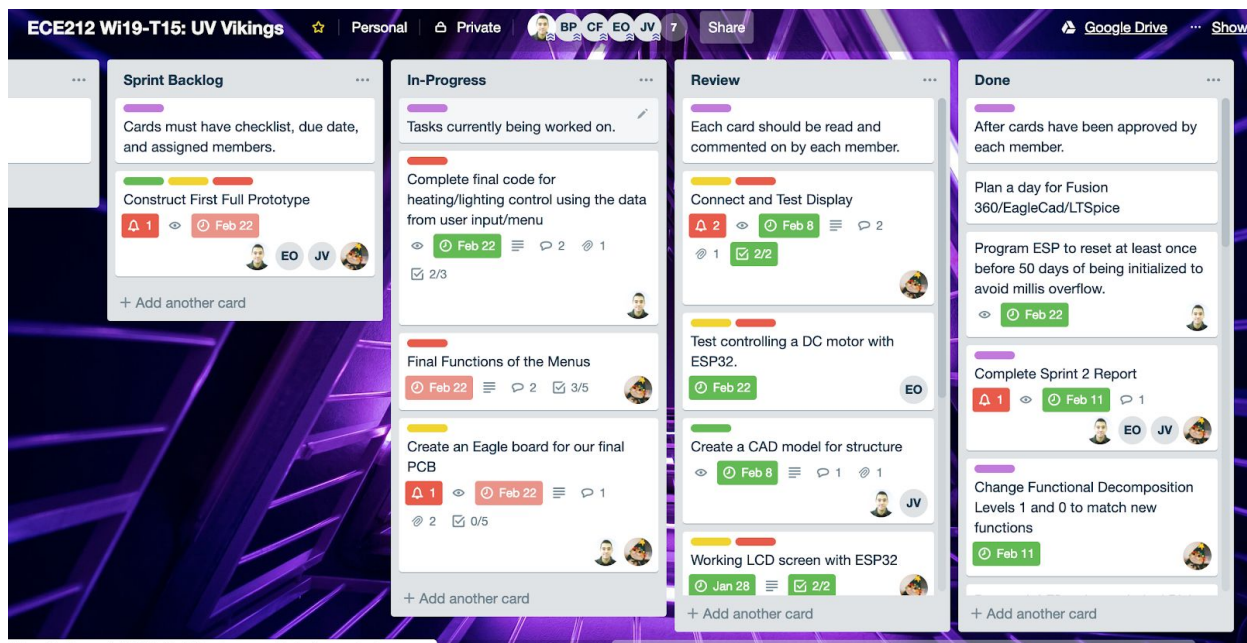 ECE212 Wi19-T15: UV Vikings
Personal
Private
BP CF EO JV 7
Share
Google Drive
Show
Sprint Backlog
Cards must have checklist, due date,
and assigned members.
Construct First Full Prototype
1 Feb 22
EO JV
+ Add another card
In-Progress
Tasks currently being worked on.
Complete final code for
heating/lighting control using the data
from user input/menu
Feb 22 2 1
2/3
Final Functions of the Menus
Feb 22 2 3/5
Create an Eagle board for our final
PCB
1 Feb 22 1
2 0/5
+ Add another card
Review
Each card should be read and
commented on by each member.
Connect and Test Display
2 Feb 8 2
1 2/2
Test controlling a DC motor with
ESP32.
Feb 22
EO
Create a CAD model for structure
Feb 8 1 1
JV
Working LCD screen with ESP32
Jan 28 2/2
+ Add another card
Done
After cards have been approved by
each member.
Plan a day for Fusion
360/EagleCad/LTSpice
Program ESP to reset at least once
before 50 days of being initialized to
avoid millis overflow.
Feb 22
Complete Sprint 2 Report
1 Feb 11 1
EO JV
Change Functional Decomposition
Levels 1 and 0 to match new
functions
Feb 11
+ Add another card